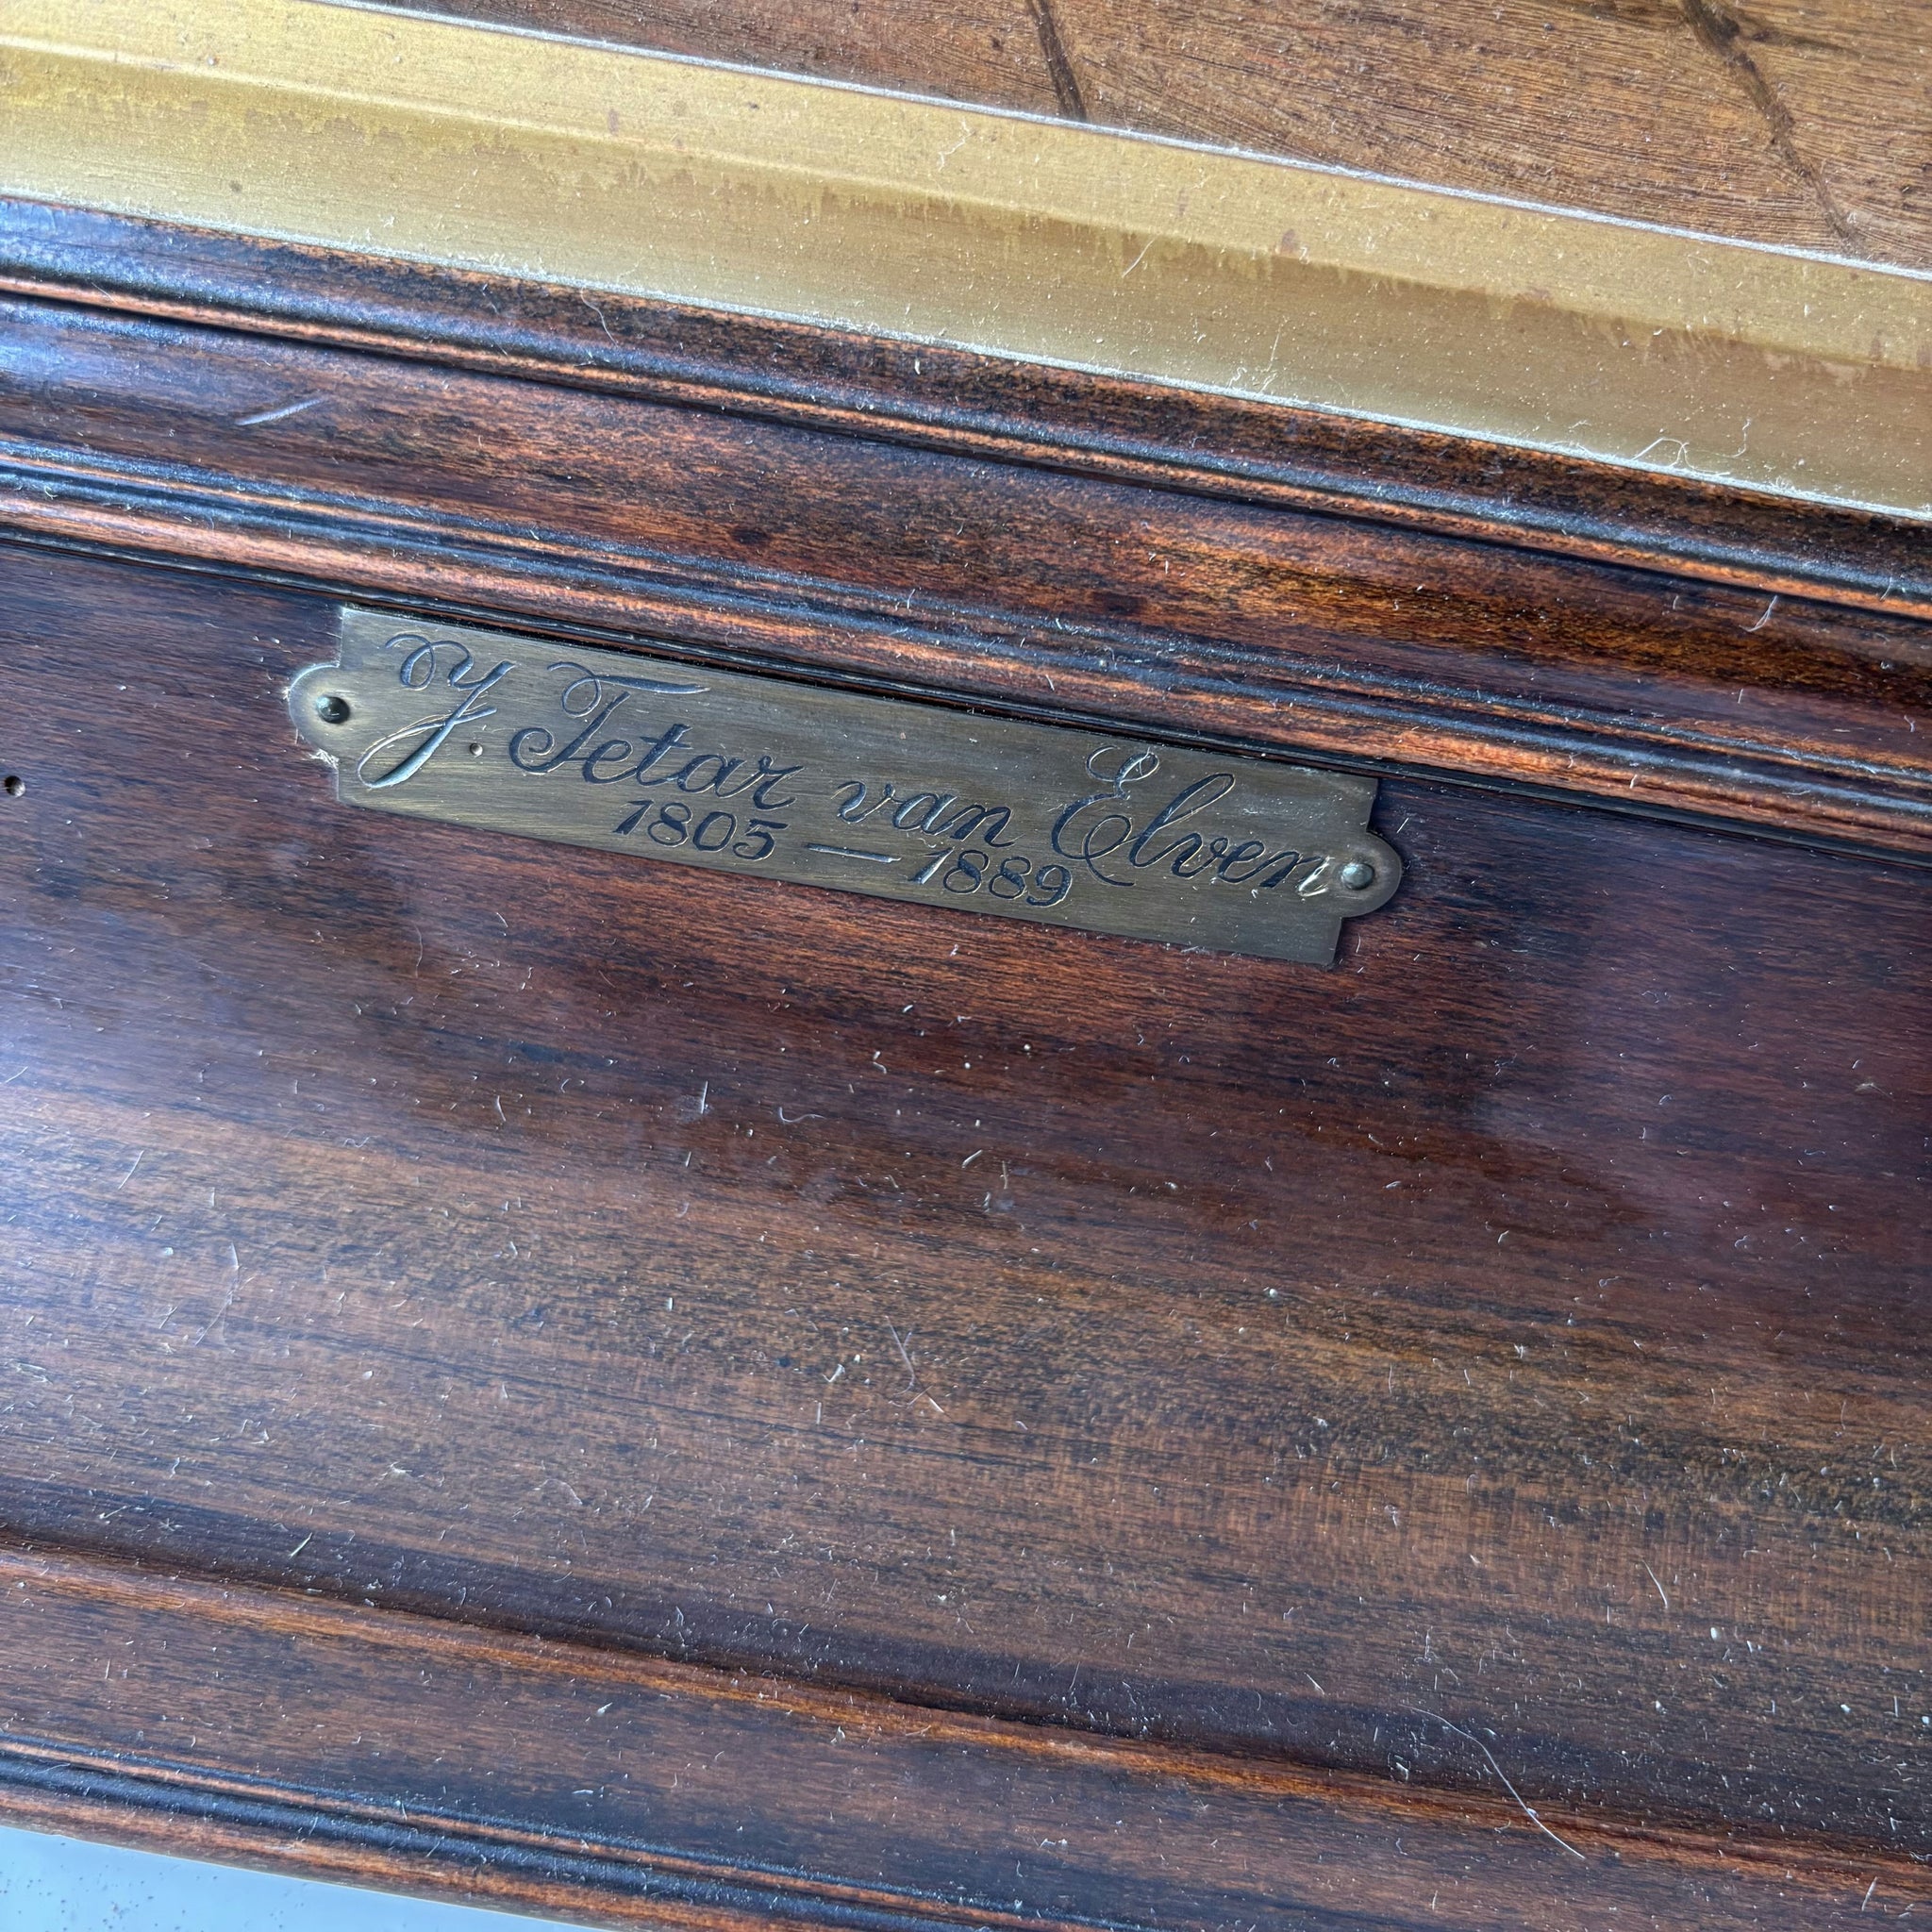 Y. Tetar van Elven
1805 — 1889